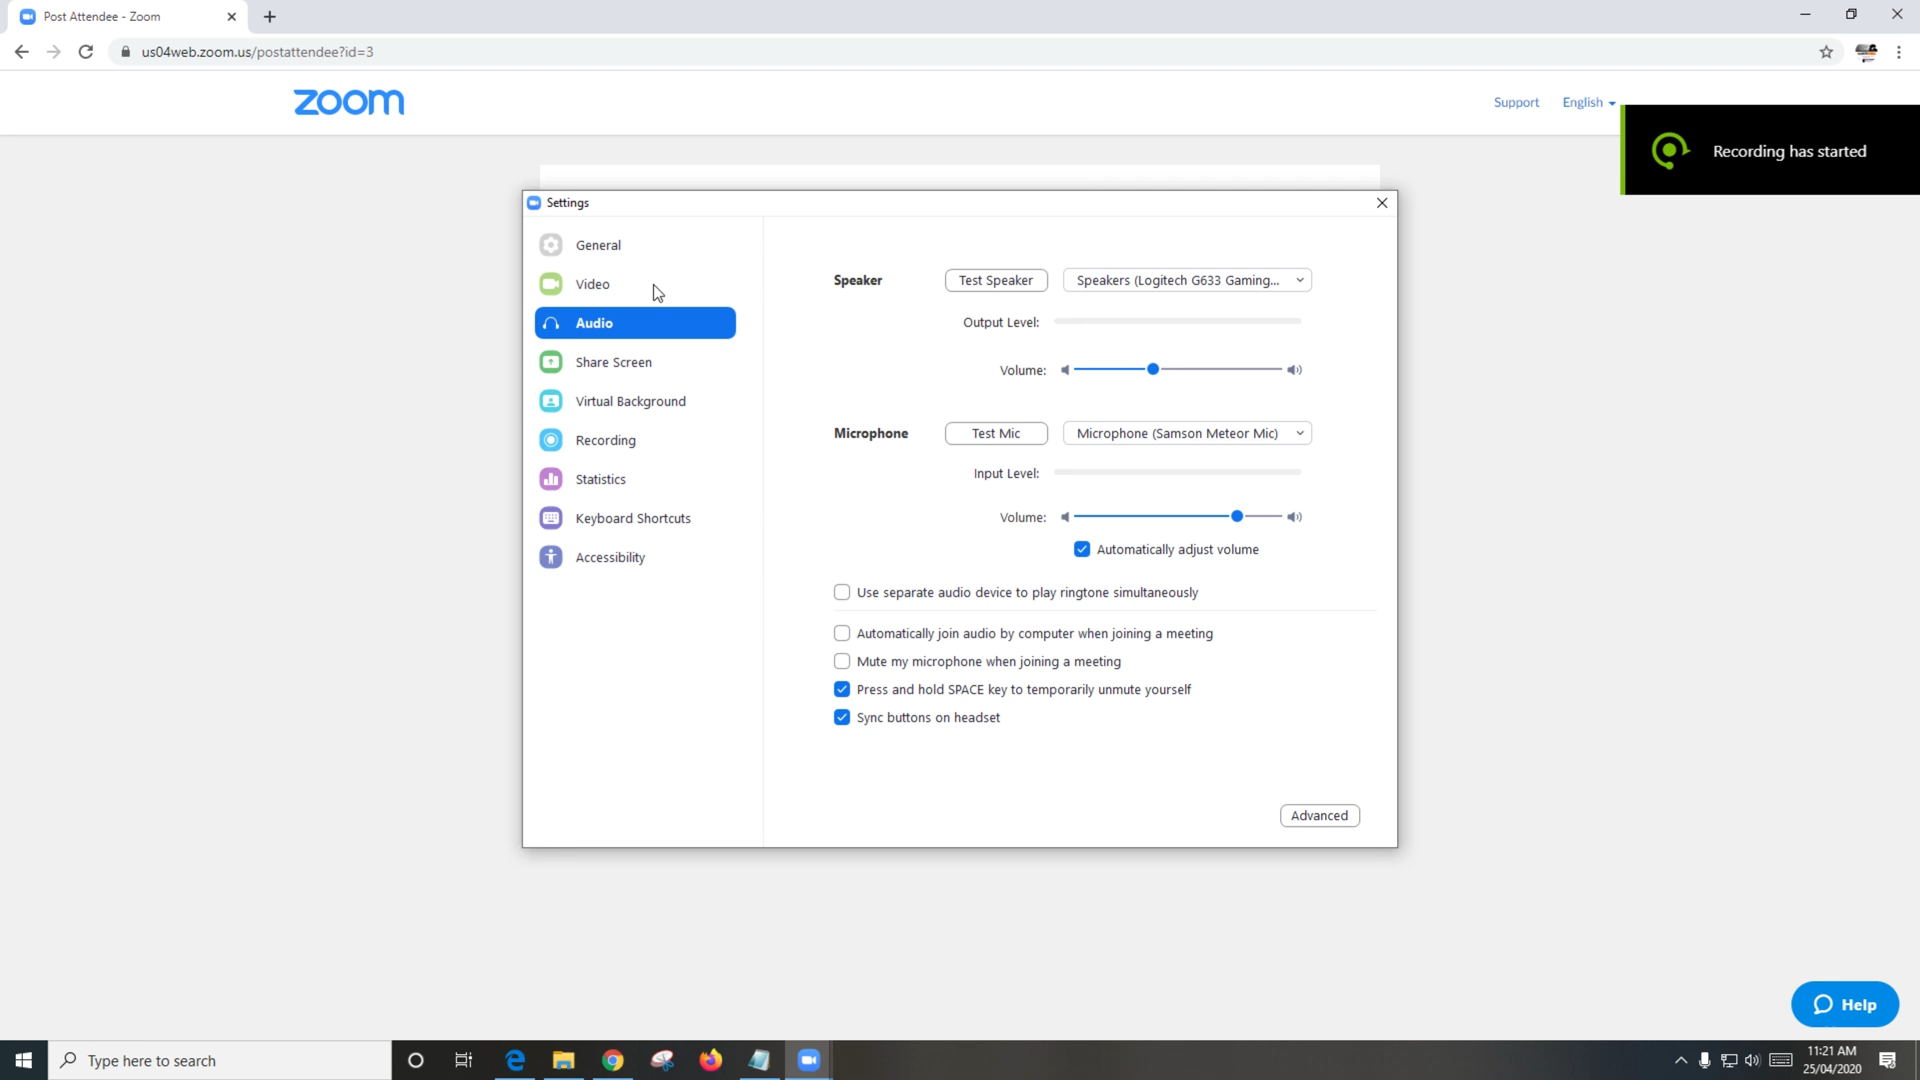 Post Attendee - Zoom
us04web.zoom.us/postattendee?id=3
zoom
Support
English
Recording has started
Settings
General
Video
Audio
Share Screen
Virtual Background
Recording
Statistics
Keyboard Shortcuts
Accessibility
Speaker
Test Speaker
Speakers (Logitech G633 Gaming...
Output Level:
Volume:
Microphone
Test Mic
Microphone (Samson Meteor Mic)
Input Level:
Volume:
Automatically adjust volume
Use separate audio device to play ringtone simultaneously
Automatically join audio by computer when joining a meeting
Mute my microphone when joining a meeting
Press and hold SPACE key to temporarily unmute yourself
Sync buttons on headset
Advanced
Help
Type here to search
11:21 AM
25/04/2020